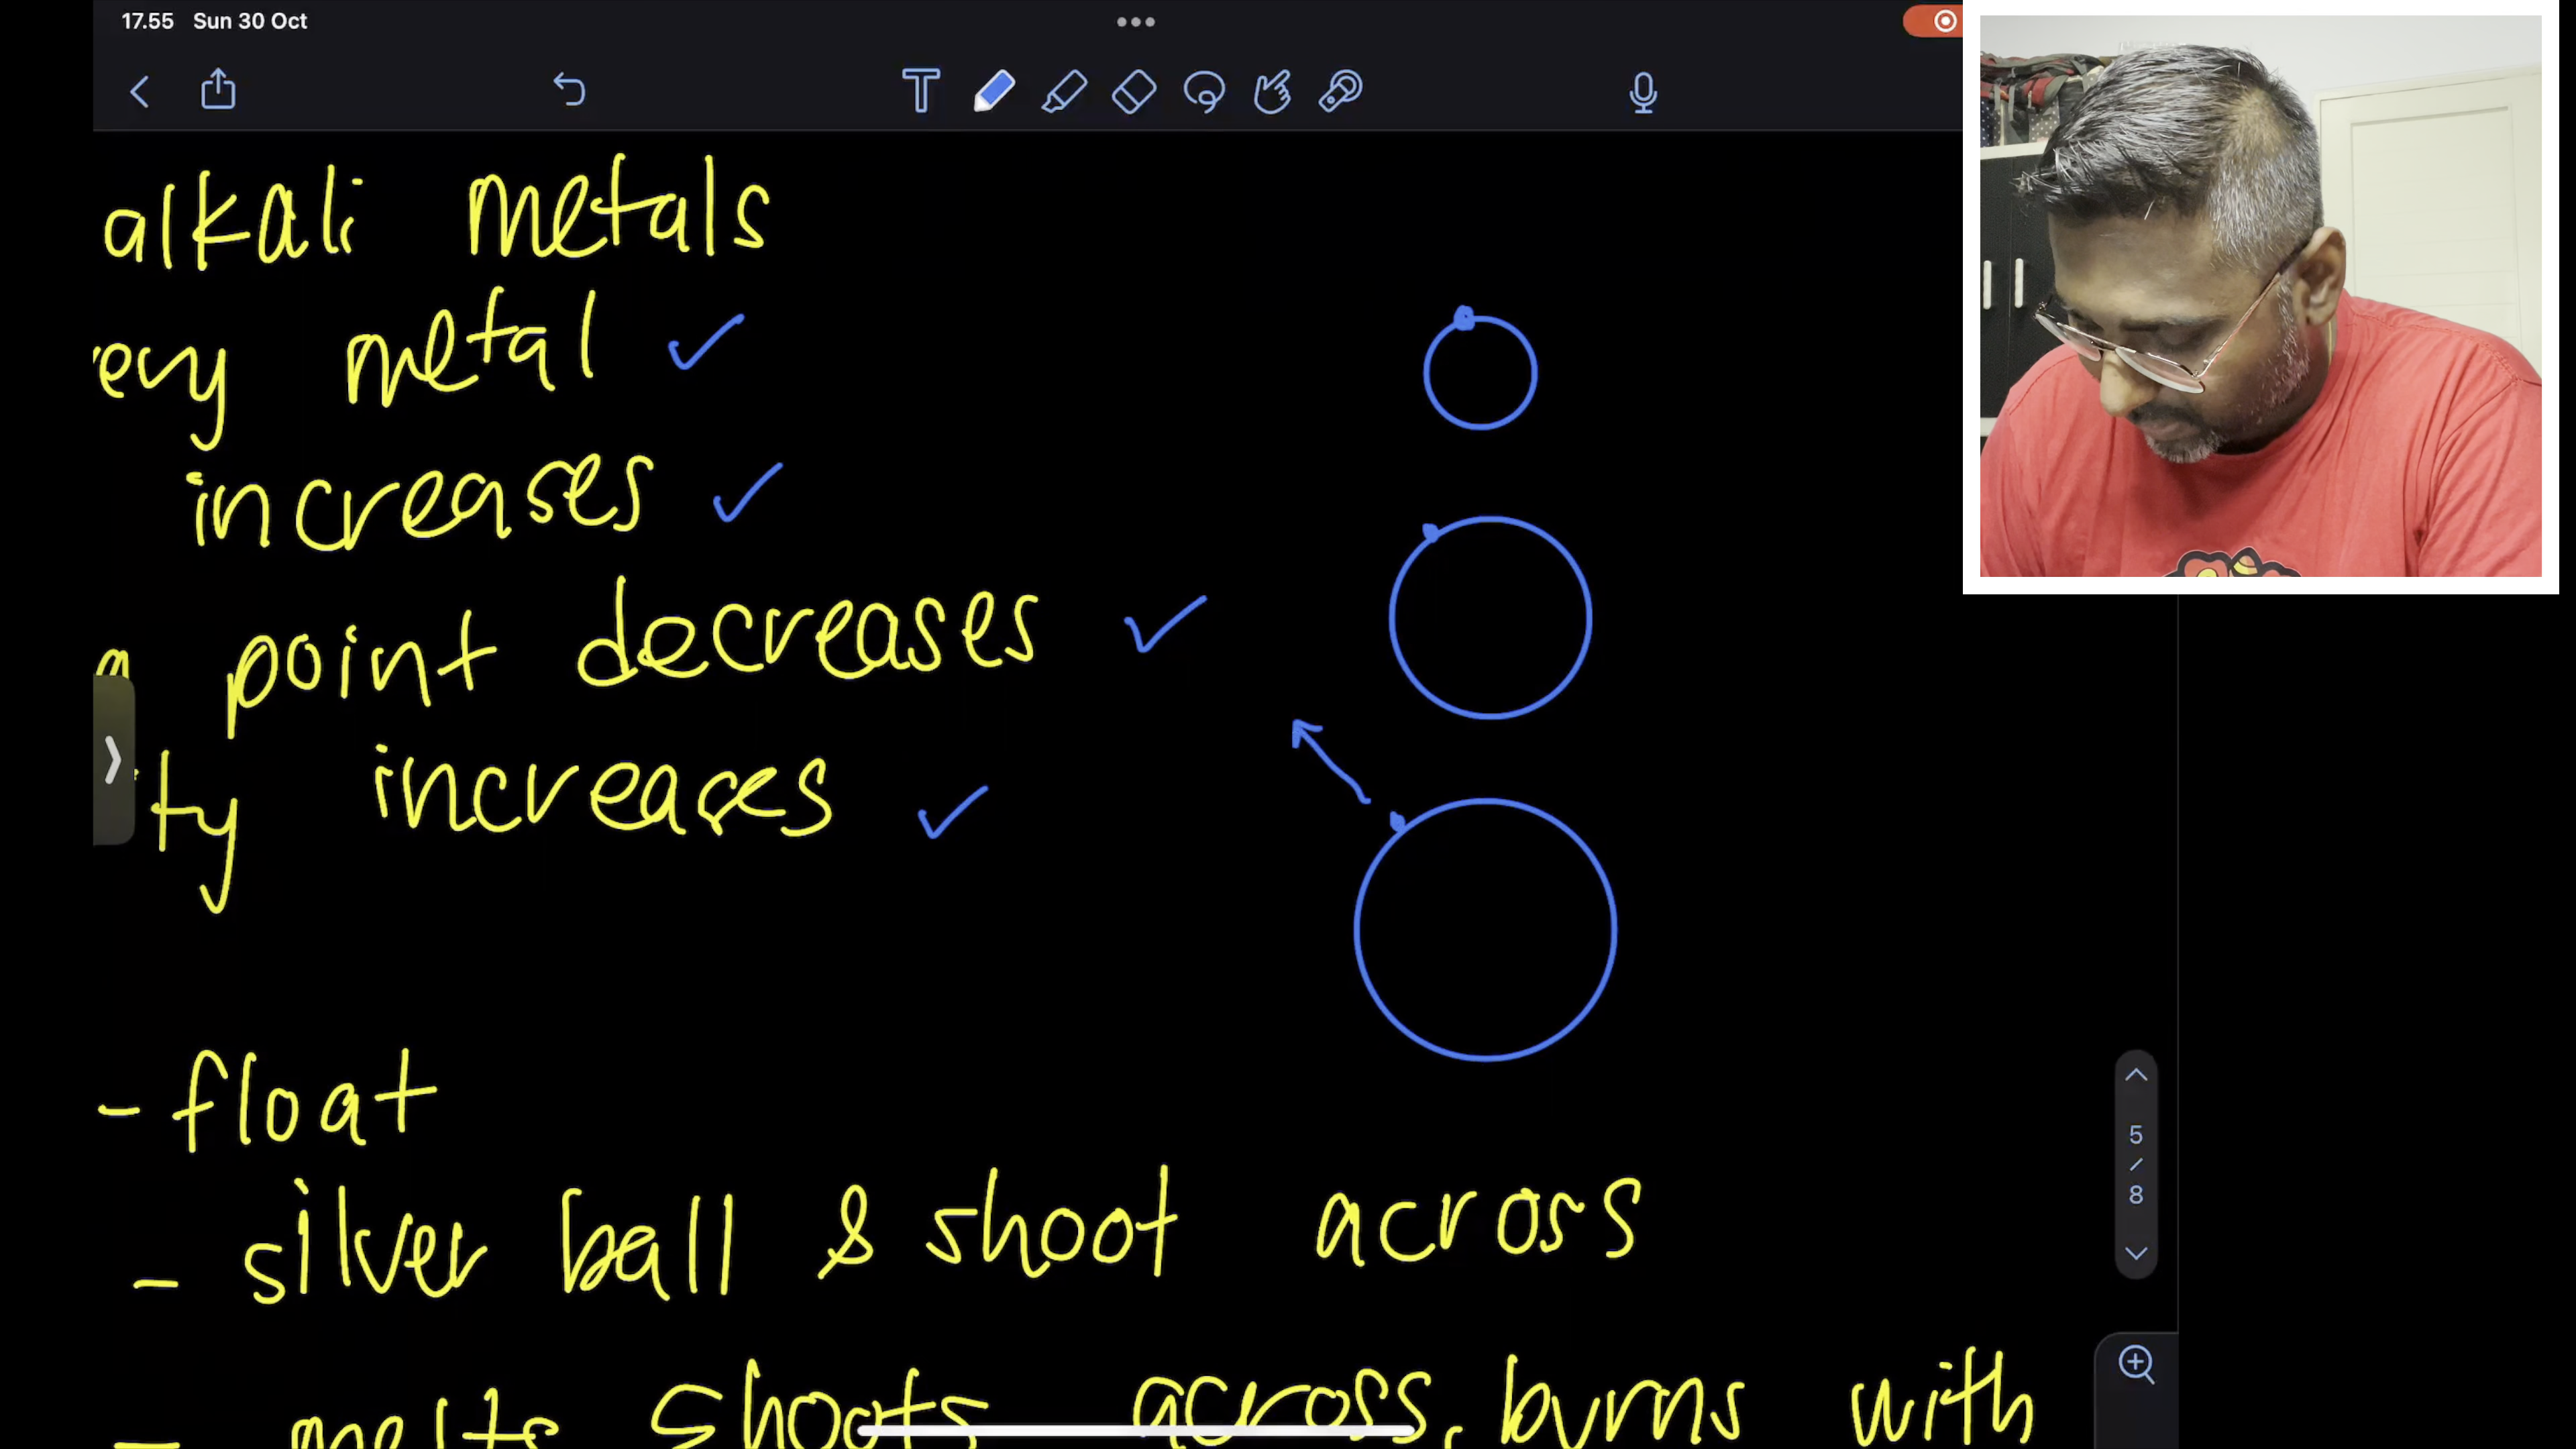 17.55 Sun 30 Oct
T
alkali metals
ery metal
increases
point decreases
ty increases
- float
- silver ball & shoot across
- melts shoots across, burns with
5
/
8